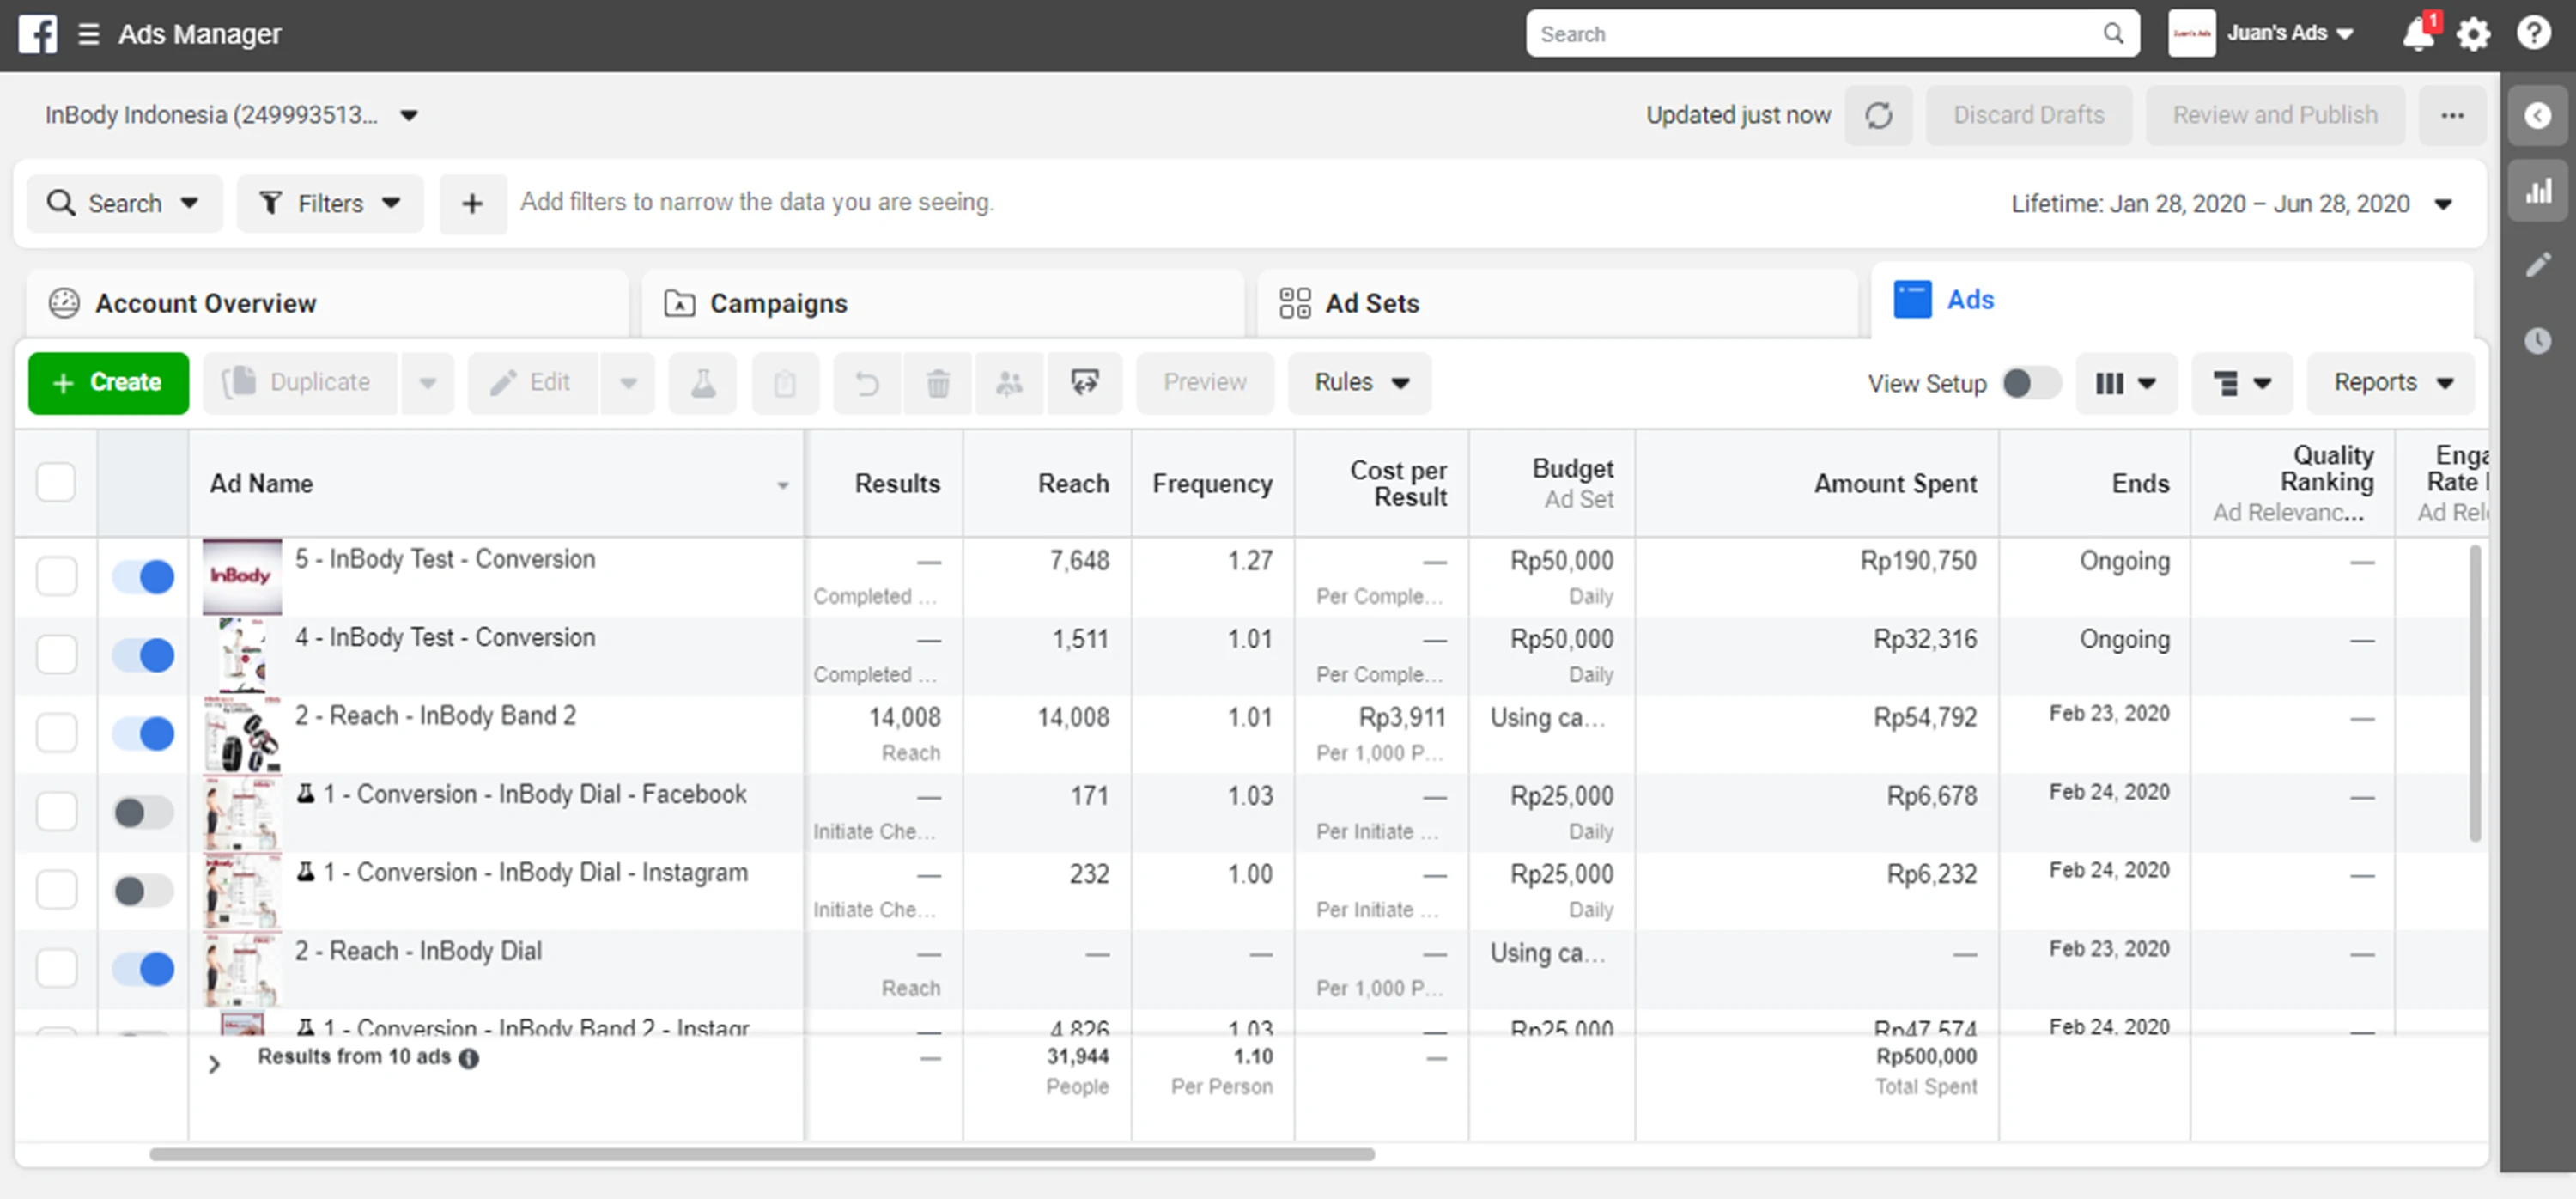 Ads Manager
Search
Juan's Ads
Juan's Ads
1
InBody Indonesia (249993513...
Updated just now
Discard Drafts
Review and Publish
Search
Filters
Add filters to narrow the data you are seeing.
Lifetime: Jan 28, 2020 – Jun 28, 2020
Account Overview
Campaigns
Ad Sets
Ads
+ Create
Duplicate
Edit
Preview
Rules
View Setup
Reports
Ad Name
Results
Reach
Frequency
Cost per Result
Budget
Ad Set
Amount Spent
Ends
Quality Ranking
Ad Relevanc...
Rate
InBody
5 - InBody Test - Conversion
— 7,648 1.27 — Rp50,000 Rp190,750 Ongoing —
Completed ... Per Comple... Daily
4 - InBody Test - Conversion
— 1,511 1.01 — Rp50,000 Rp32,316 Ongoing —
Completed ... Per Comple... Daily
2 - Reach - InBody Band 2
14,008 14,008 1.01 Rp3,911 Using ca... Rp54,792 Feb 23, 2020 —
Reach Per 1,000 P...
1 - Conversion - InBody Dial - Facebook
— 171 1.03 — Rp25,000 Rp6,678 Feb 24, 2020 —
Initiate Che... Per Initiate ... Daily
1 - Conversion - InBody Dial - Instagram
— 232 1.00 — Rp25,000 Rp6,232 Feb 24, 2020 —
Initiate Che... Per Initiate ... Daily
2 - Reach - InBody Dial
— — — — Using ca... — Feb 23, 2020 —
Reach Per 1,000 P...
1 - Conversion - InBody Band 2 - Instagr
— 4,826 1.03 — Rp25,000 Rp47,574 Feb 24, 2020 —
Results from 10 ads
— 31,944 1.10 — Rp500,000
People Per Person Total Spent